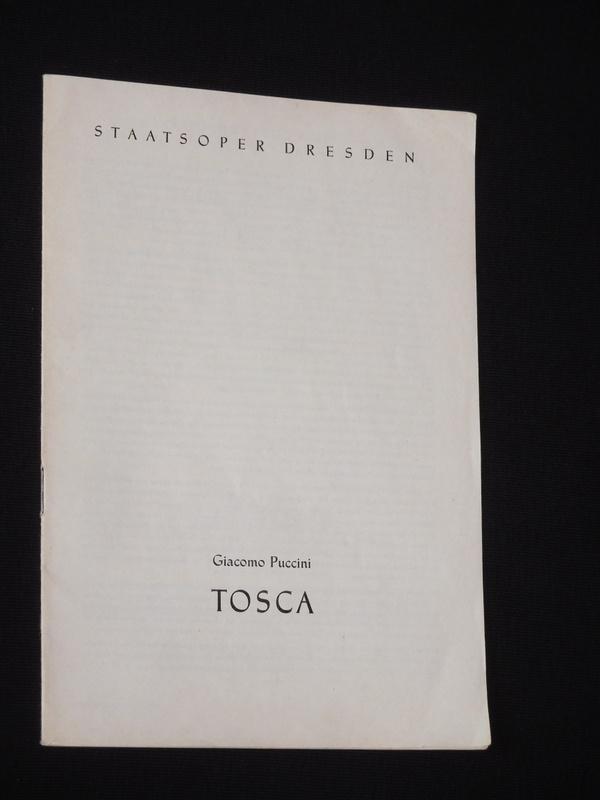 STAATSOPER DRESDEN
Giacomo Puccini
TOSCA